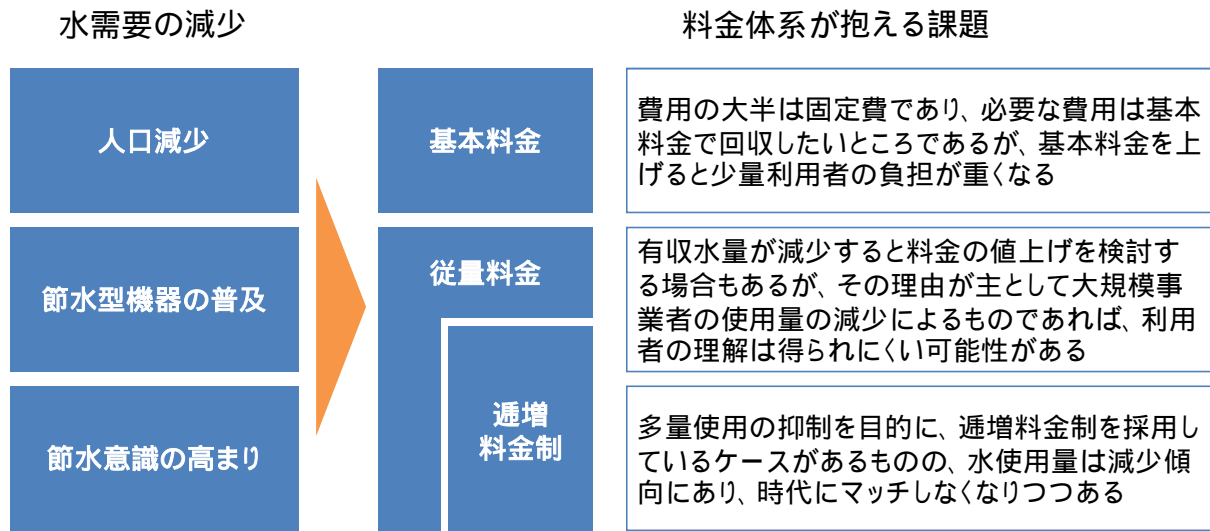 水需要の減少
料金体系が抱える課題
人口減少
節水型機器の普及
節水意識の高まり
基本料金
従量料金
逓増
料金制
費用の大半は固定費であり、必要な費用は基本
料金で回収したいところであるが、基本料金を上
げると少量利用者の負担が重くなる
有収水量が減少すると料金の値上げを検討す
る場合もあるが、その理由が主として大規模事
業者の使用量の減少によるものであれば、利用
者の理解は得られにくい可能性がある
多量使用の抑制を目的に、逓増料金制を採用し
ているケースがあるものの、水使用量は減少傾
向にあり、時代にマッチしなくなりつつある